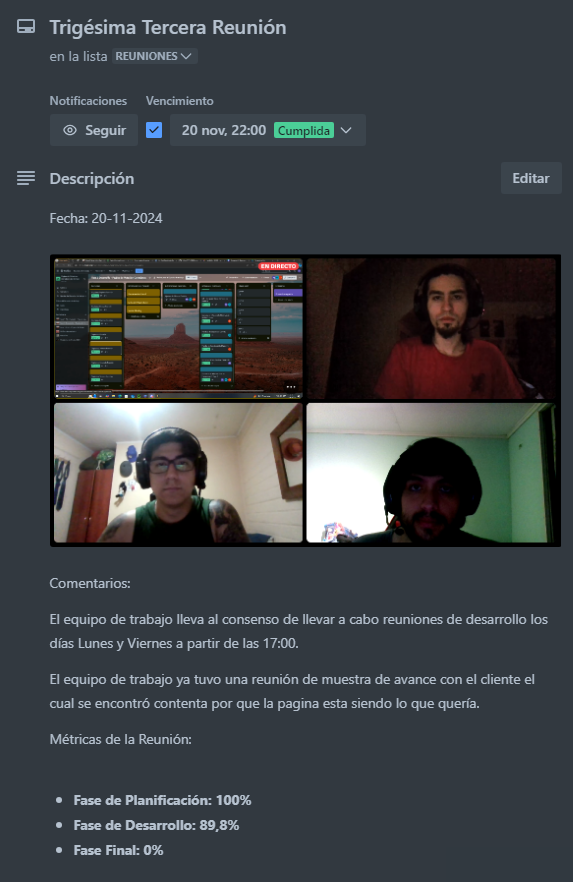 Trigésima Tercera Reunión
en la lista REUNIONES
Notificaciones Vencimiento
Seguir 20 nov, 22:00 Cumplida
Descripción Editar
Fecha: 20-11-2024
EN DIRECTO
Comentarios:
El equipo de trabajo lleva al consenso de llevar a cabo reuniones de desarrollo los
días Lunes y Viernes a partir de las 17:00.
El equipo de trabajo ya tuvo una reunión de muestra de avance con el cliente el
cual se encontró contenta por que la pagina esta siendo lo que quería.
Métricas de la Reunión:
Fase de Planificación: 100%
Fase de Desarrollo: 89,8%
Fase Final: 0%